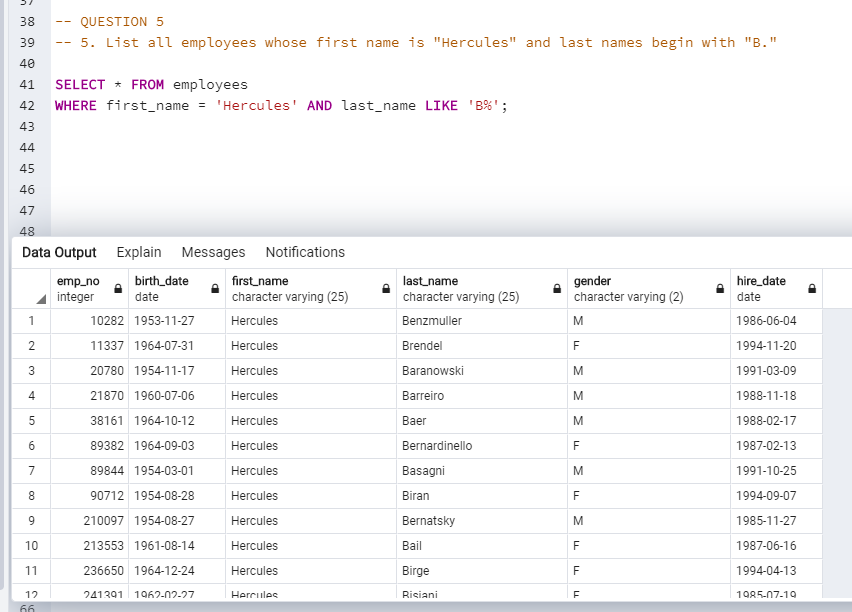 37
38 -- QUESTION 5
39 -- 5. List all employees whose first name is "Hercules" and last names begin with "B."
40
41 SELECT * FROM employees
42 WHERE first_name = 'Hercules' AND last_name LIKE 'B%';
43
44
45
46
47
48
Data Output Explain Messages Notifications
emp_no birth_date first_name last_name gender hire_date
integer date character varying (25) character varying (25) character varying (2) date
1 10282 1953-11-27 Hercules Benzmuller M 1986-06-04
2 11337 1964-07-31 Hercules Brendel F 1994-11-20
3 20780 1954-11-17 Hercules Baranowski M 1991-03-09
4 21870 1960-07-06 Hercules Barreiro M 1988-11-18
5 38161 1964-10-12 Hercules Baer M 1988-02-17
6 89382 1964-09-03 Hercules Bernardinello F 1987-02-13
7 89844 1954-03-01 Hercules Basagni M 1991-10-25
8 90712 1954-08-28 Hercules Biran F 1994-09-07
9 210097 1954-08-27 Hercules Bernatsky M 1985-11-27
10 213553 1961-08-14 Hercules Bail F 1987-06-16
11 236650 1964-12-24 Hercules Birge F 1994-04-13
12 241391 1962-02-27 Hercules Bisiani F 1985-07-19
66